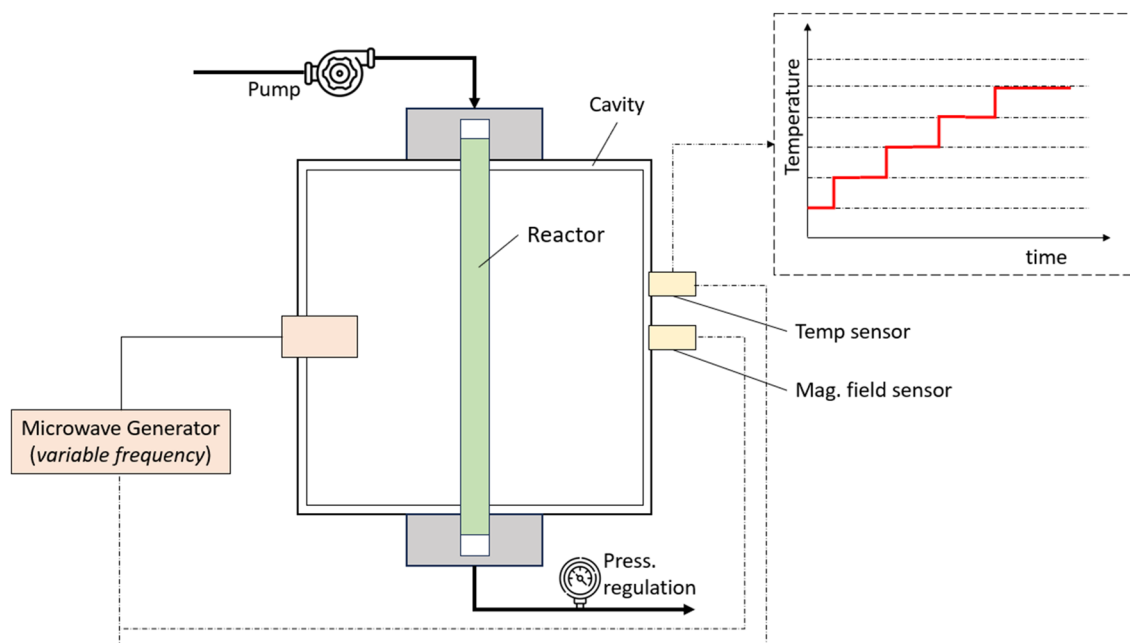 Pump
Cavity
Temperature
time
Reactor
Temp sensor
Mag. field sensor
Microwave Generator
(variable frequency)
Press.
regulation